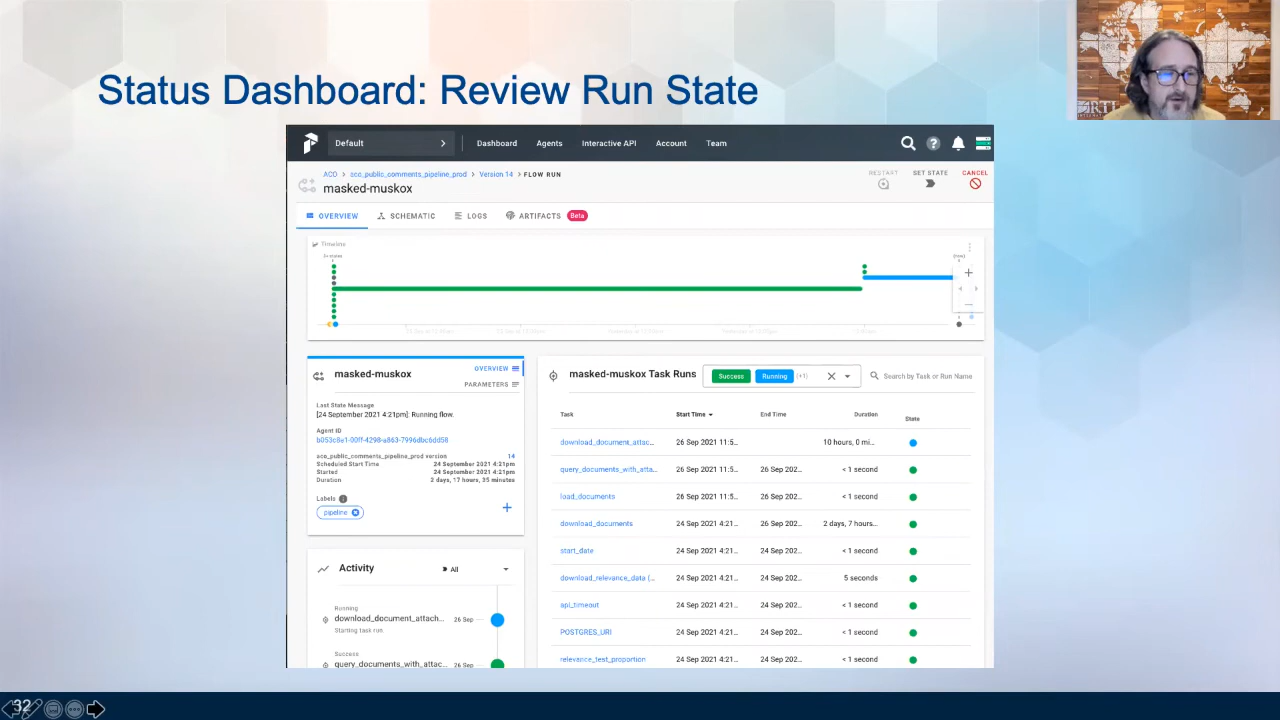 Status Dashboard: Review Run State
RTI
Default
Dashboard
Agents
Interactive API
Account
Team
ACO > aco_public_comments_pipeline_prod > Version 14 > FLOW RUN
masked-muskox
RESTART
SET STATE
CANCEL
OVERVIEW
SCHEMATIC
LOGS
ARTIFACTS
Beta
Timeline
masked-muskox
OVERVIEW
PARAMETERS
Last State Message
[24 September 2021 4:21pm]: Running flow.
Agent ID
b053c8e1-00ff-4298-a863-7996dbc6dd58
aco_public_comments_pipeline_prod version 14
Scheduled Start Time 24 September 2021 4:21pm
Started 24 September 2021 4:21pm
Duration 2 days, 17 hours, 35 minutes
Labels
pipeline
masked-muskox Task Runs
Success
Running
(+1)
Search by Task or Run Name
Task Start Time End Time Duration State
download_document_attac... 26 Sep 2021 11:5... 10 hours, 0 mi...
query_documents_with_atta... 26 Sep 2021 11:5... 26 Sep 202... < 1 second
load_documents 26 Sep 2021 11:5... 26 Sep 202... < 1 second
download_documents 24 Sep 2021 4:21... 26 Sep 202... 2 days, 7 hours...
start_date 24 Sep 2021 4:21... 24 Sep 202... < 1 second
download_relevance_data (... 24 Sep 2021 4:21... 24 Sep 202... 5 seconds
api_timeout 24 Sep 2021 4:21... 24 Sep 202... < 1 second
POSTGRES_URI 24 Sep 2021 4:21... 24 Sep 202... < 1 second
relevance_test_proportion 24 Sep 2021 4:21... 24 Sep 202... < 1 second
Activity
All
Running
download_document_attach... 26 Sep
Starting task run.
Success
query_documents_with_attac... 26 Sep
32